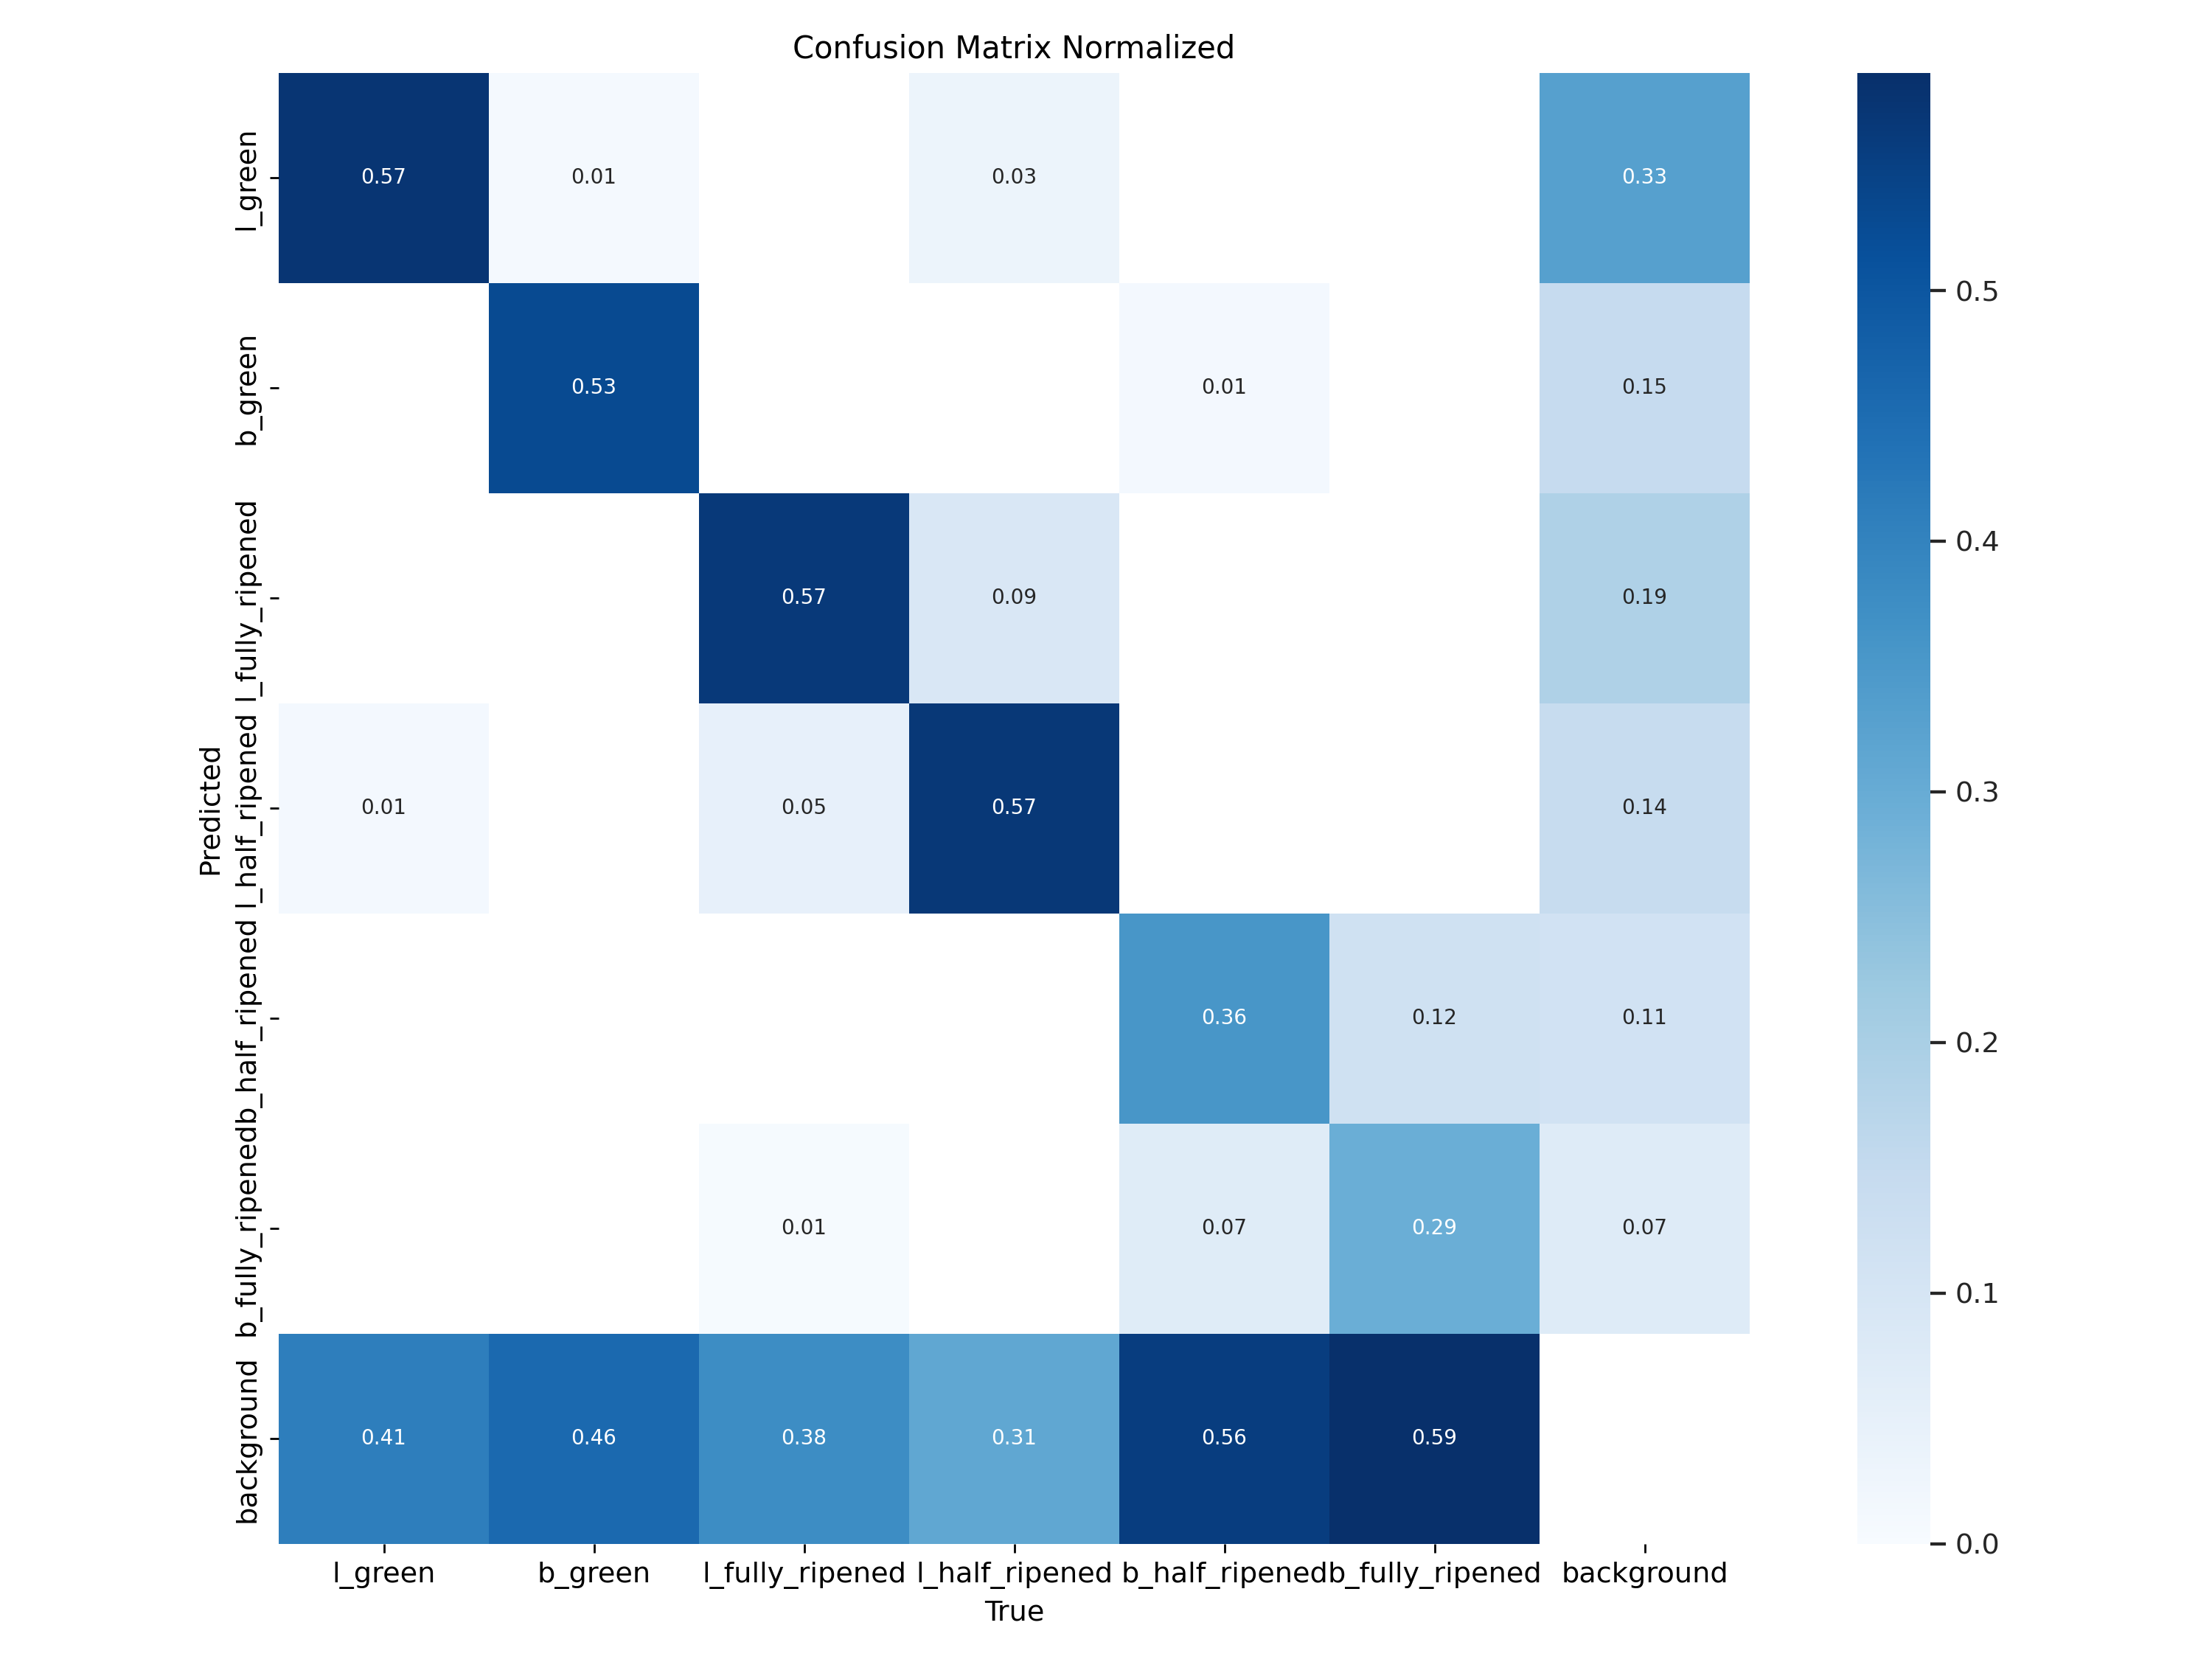 Confusion Matrix Normalized
l_green
0.57
0.01
0.03
0.33
b_green
0.53
0.01
0.15
l_fully_ripened
0.57
0.09
0.19
l_half_ripened
0.01
0.05
0.57
0.14
b_half_ripened
0.36
0.12
0.11
b_fully_ripened
0.01
0.07
0.29
0.07
background
0.41
0.46
0.38
0.31
0.56
0.59
Predicted
l_green
b_green
l_fully_ripened
l_half_ripened
b_half_ripened
b_fully_ripened
background
True
0.5
0.4
0.3
0.2
0.1
0.0